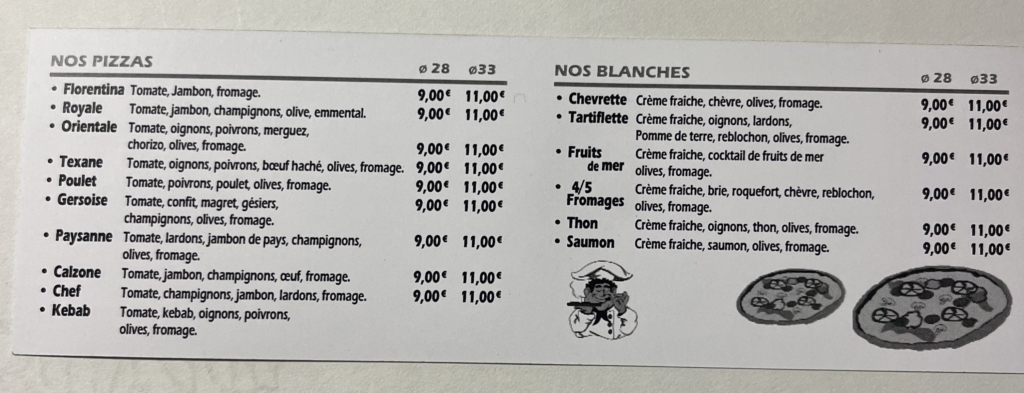 NOS PIZZAS ø 28 ø33
• Florentina Tomate, Jambon, fromage. 9,00€ 11,00€
• Royale Tomate, jambon, champignons, olive, emmental. 9,00€ 11,00€
• Orientale Tomate, oignons, poivrons, merguez,
chorizo, olives, fromage. 9,00€ 11,00€
• Texane Tomate, oignons, poivrons, bœuf haché, olives, fromage. 9,00€ 11,00€
• Poulet Tomate, poivrons, poulet, olives, fromage. 9,00€ 11,00€
• Gersoise Tomate, confit, magret, gésiers, 9,00€ 11,00€
champignons, olives, fromage.
• Paysanne Tomate, lardons, jambon de pays, champignons, 9,00€ 11,00€
olives, fromage.
• Calzone Tomate, jambon, champignons, œuf, fromage. 9,00€ 11,00€
• Chef Tomate, champignons, jambon, lardons, fromage. 9,00€ 11,00€
• Kebab Tomate, kebab, oignons, poivrons,
olives, fromage.
NOS BLANCHES ø 28 ø33
• Chevrette Crème fraiche, chèvre, olives, fromage. 9,00€ 11,00€
• Tartiflette Crème fraiche, oignons, lardons, 9,00€ 11,00€
Pomme de terre, reblochon, olives, fromage.
• Fruits Crème fraiche, cocktail de fruits de mer 9,00€ 11,00€
de mer olives, fromage.
• 4/5 Crème fraiche, brie, roquefort, chèvre, reblochon, 9,00€ 11,00€
Fromages olives, fromage.
• Thon Crème fraiche, oignons, thon, olives, fromage. 9,00€ 11,00€
• Saumon Crème fraiche, saumon, olives, fromage. 9,00€ 11,00€